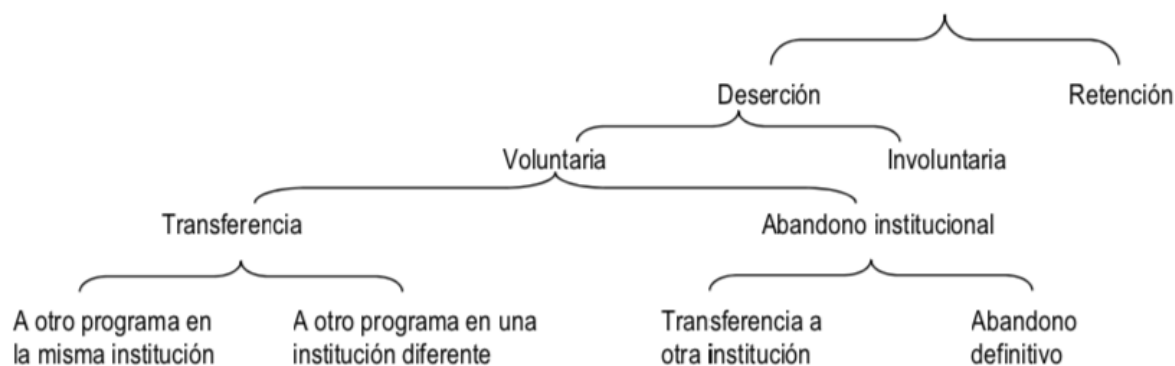 Deserción
Retención
Voluntaria
Involuntaria
Transferencia
Abandono institucional
A otro programa en
la misma institución
A otro programa en una
institución diferente
Transferencia a
otra institución
Abandono
definitivo